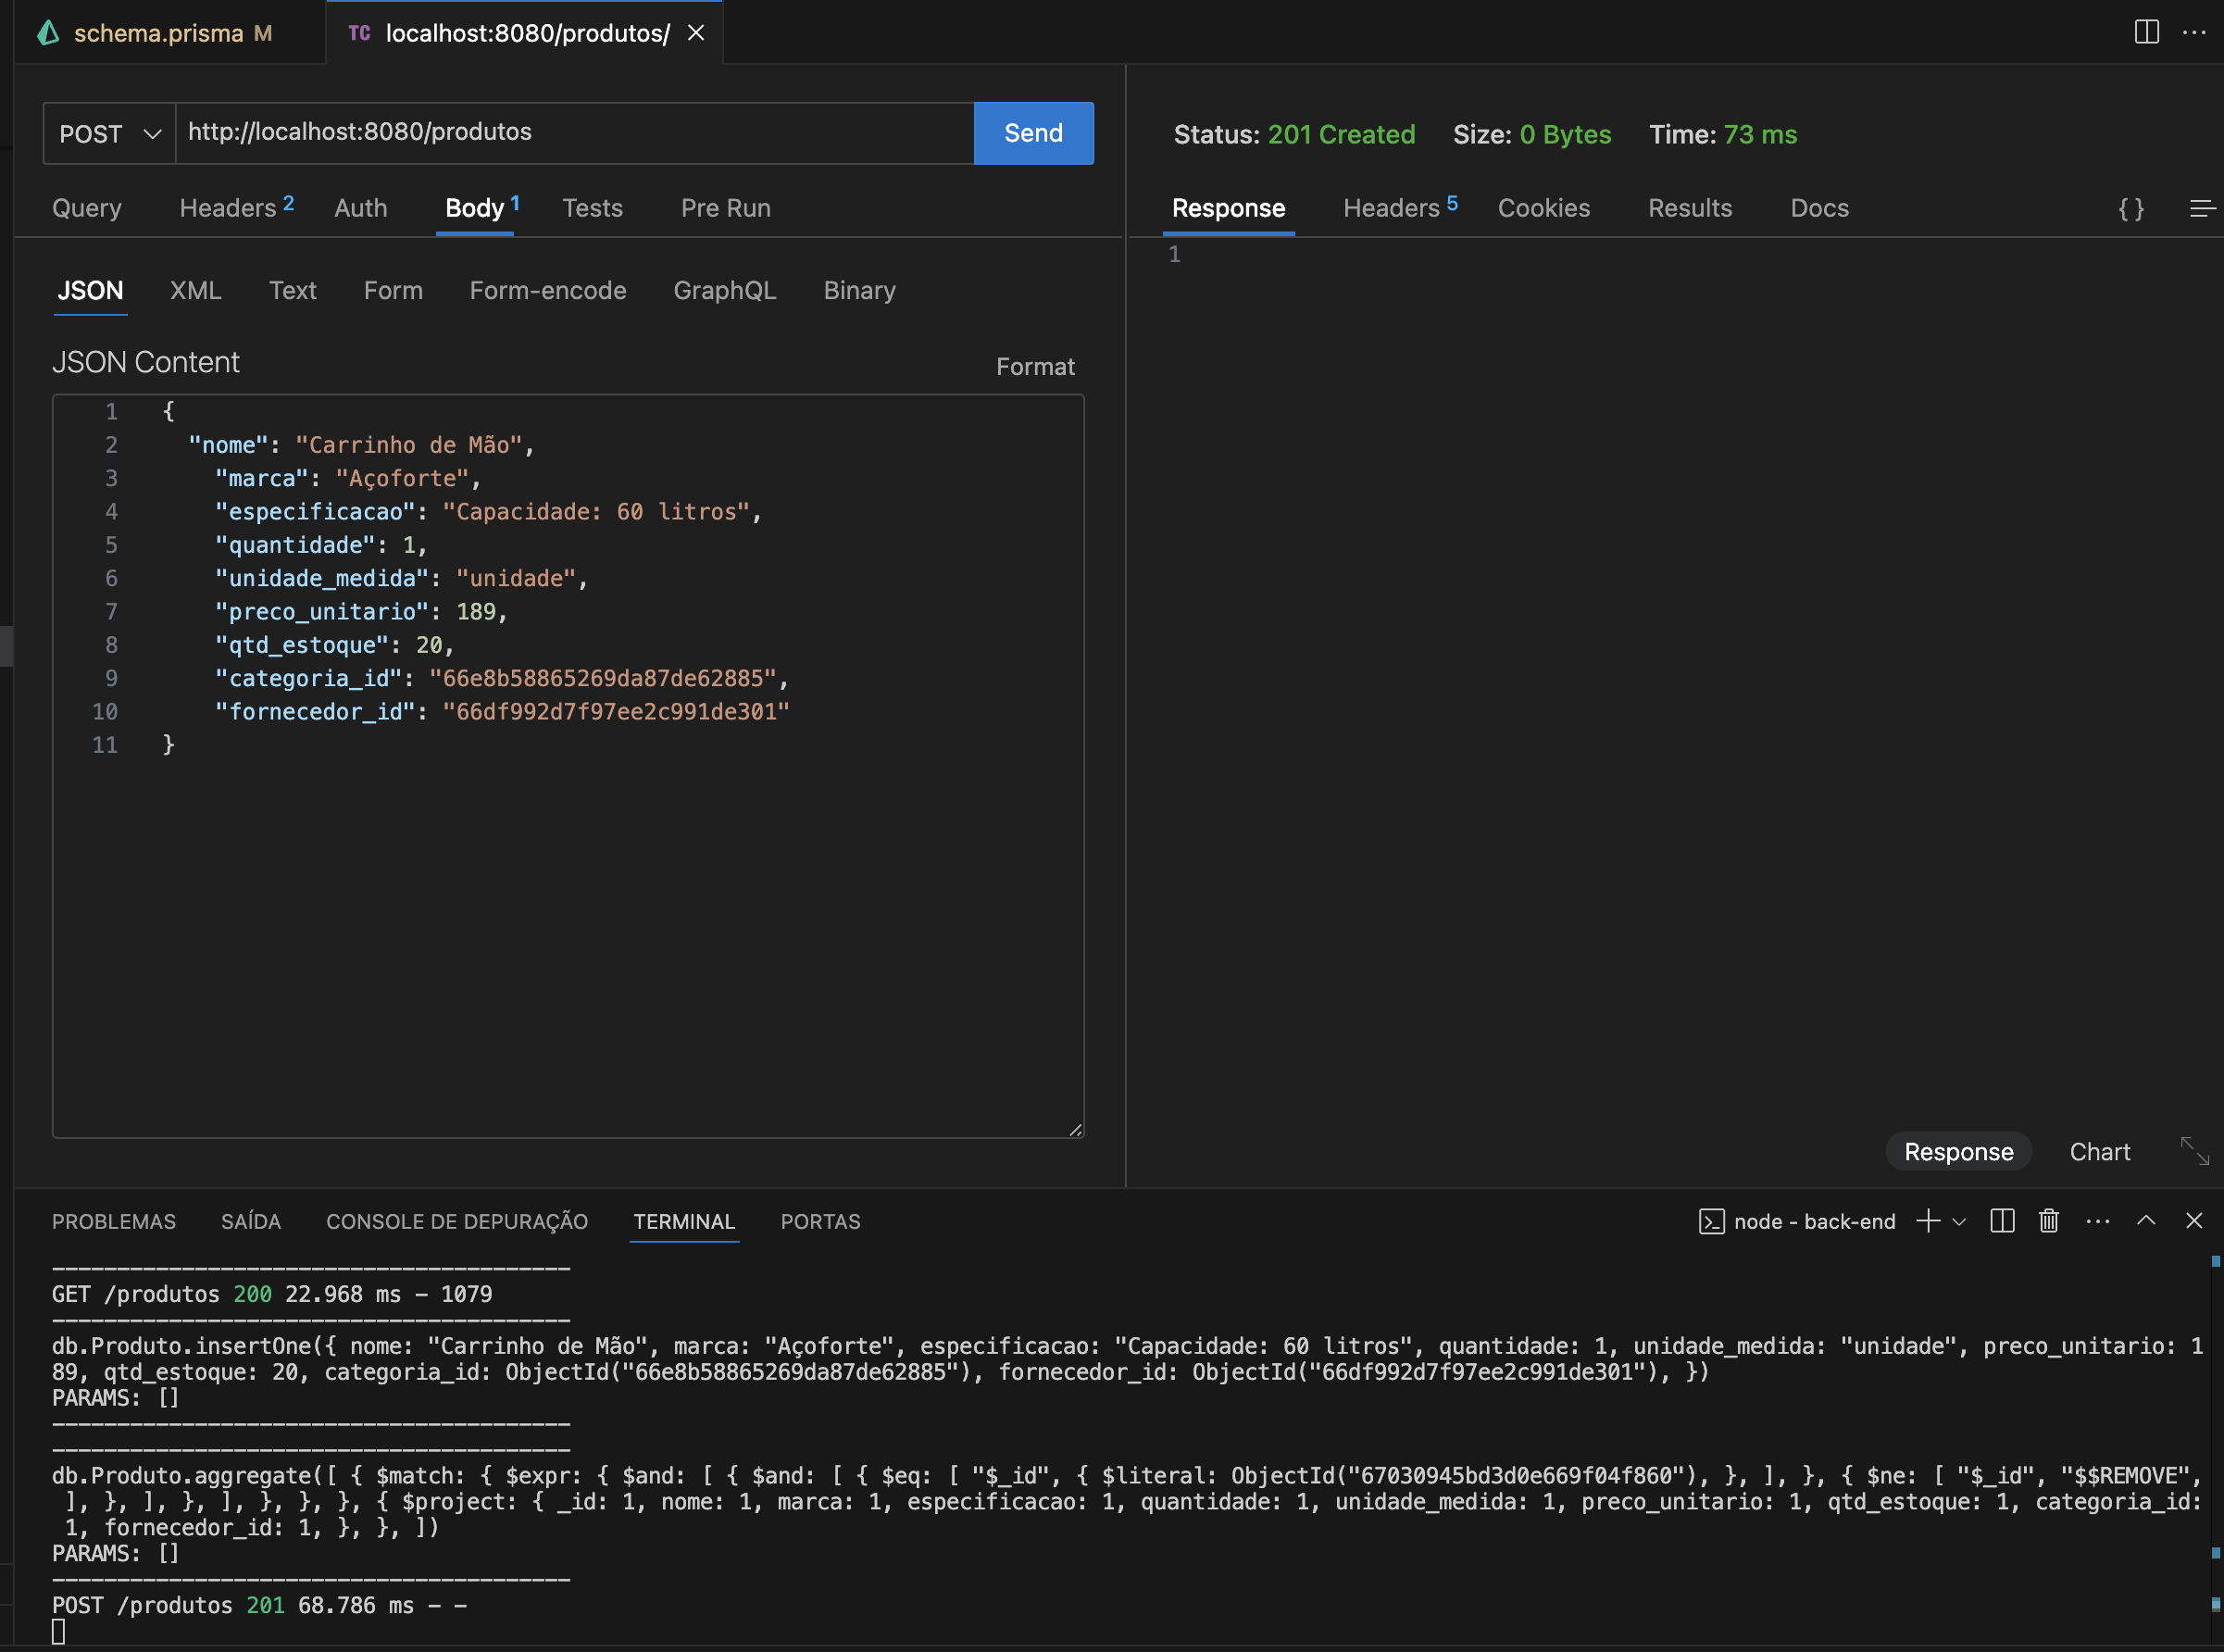 schema.prisma M
TC localhost:8080/produtos/
POST http://localhost:8080/produtos Send
Query Headers 2 Auth Body 1 Tests Pre Run
JSON XML Text Form Form-encode GraphQL Binary
JSON Content Format
1 {
2 "nome": "Carrinho de Mão",
3 "marca": "Açoforte",
4 "especificacao": "Capacidade: 60 litros",
5 "quantidade": 1,
6 "unidade_medida": "unidade",
7 "preco_unitario": 189,
8 "qtd_estoque": 20,
9 "categoria_id": "66e8b58865269da87de62885",
10 "fornecedor_id": "66df992d7f97ee2c991de301"
11 }
Status: 201 Created Size: 0 Bytes Time: 73 ms
Response Headers 5 Cookies Results Docs { }
1
Response Chart
PROBLEMAS SAÍDA CONSOLE DE DEPURAÇÃO TERMINAL PORTAS node - back-end
----------------------------------------
GET /produtos 200 22.968 ms - 1079
----------------------------------------
db.Produto.insertOne({ nome: "Carrinho de Mão", marca: "Açoforte", especificacao: "Capacidade: 60 litros", quantidade: 1, unidade_medida: "unidade", preco_unitario: 1
89, qtd_estoque: 20, categoria_id: ObjectId("66e8b58865269da87de62885"), fornecedor_id: ObjectId("66df992d7f97ee2c991de301"), })
PARAMS: []
----------------------------------------
----------------------------------------
db.Produto.aggregate([ { $match: { $expr: { $and: [ { $and: [ { $eq: [ "$_id", { $literal: ObjectId("67030945bd3d0e669f04f860"), }, ], }, { $ne: [ "$_id", "$$REMOVE",
], }, ], }, ], }, }, }, { $project: { _id: 1, nome: 1, marca: 1, especificacao: 1, quantidade: 1, unidade_medida: 1, preco_unitario: 1, qtd_estoque: 1, categoria_id:
1, fornecedor_id: 1, }, }, ])
PARAMS: []
----------------------------------------
POST /produtos 201 68.786 ms - -